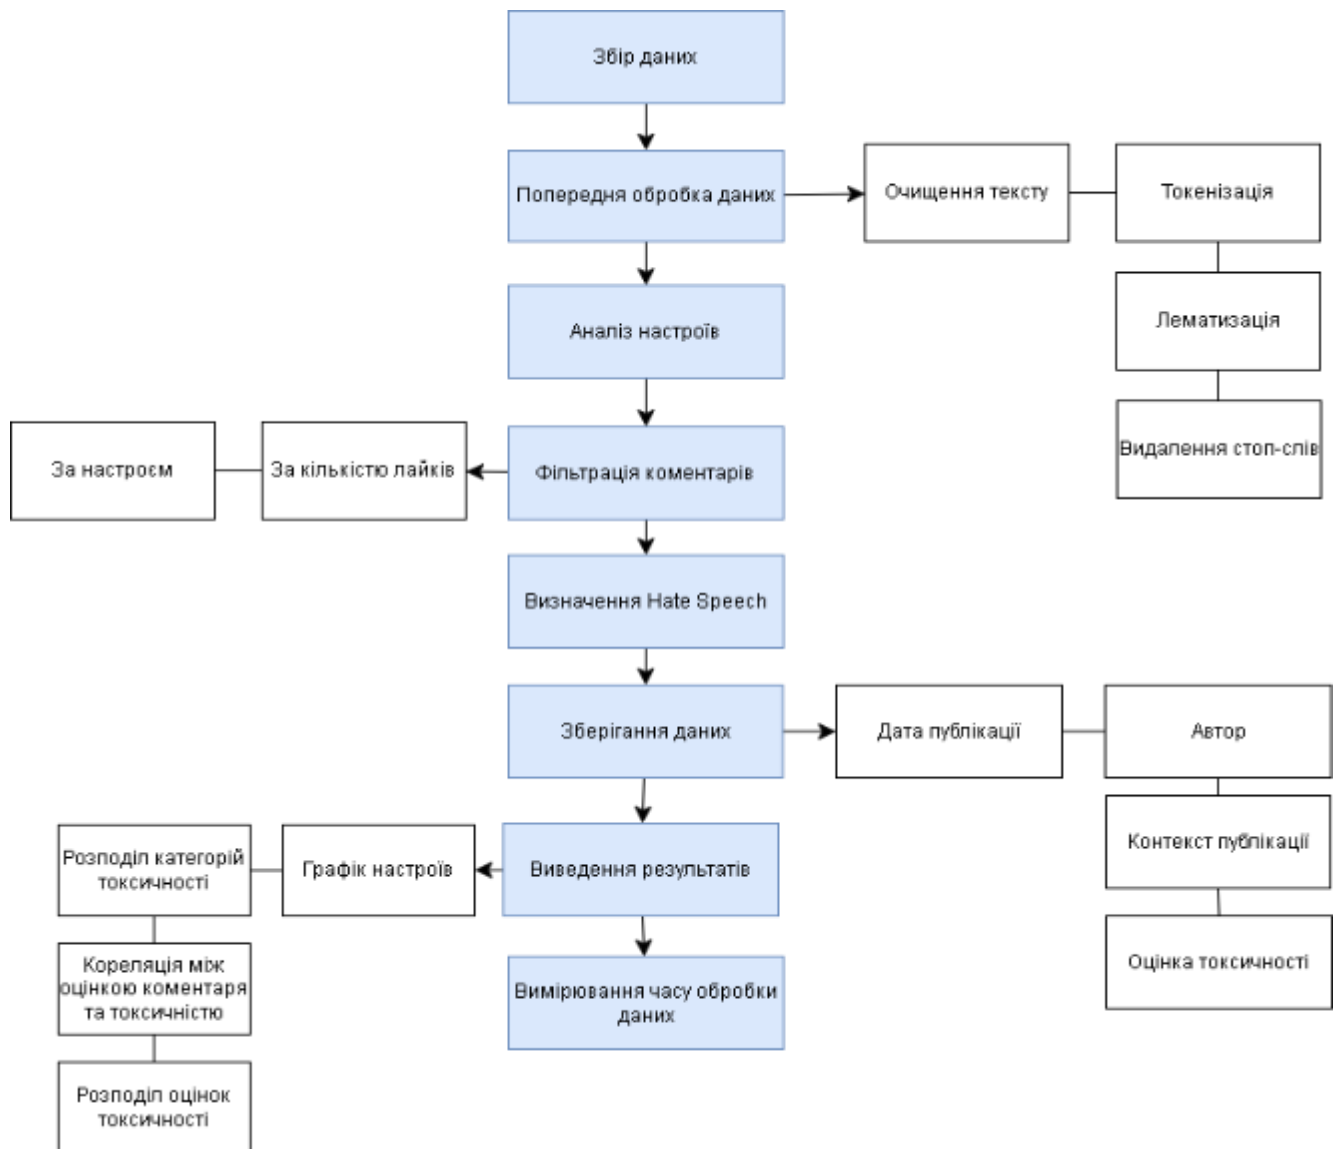 Збір даних
Попередня обробка даних
Очищення тексту
Токенізація
Лематизація
Видалення стоп-слів
Аналіз настроїв
Фільтрація коментарів
За кількістю лайків
За настроєм
Визначення Hate Speech
Зберігання даних
Дата публікації
Автор
Контекст публікації
Оцінка токсичності
Виведення результатів
Графік настроїв
Розподіл категорій
токсичності
Кореляція між
оцінкою коментаря
та токсичністю
Розподіл оцінок
токсичності
Вимірювання часу обробки
даних